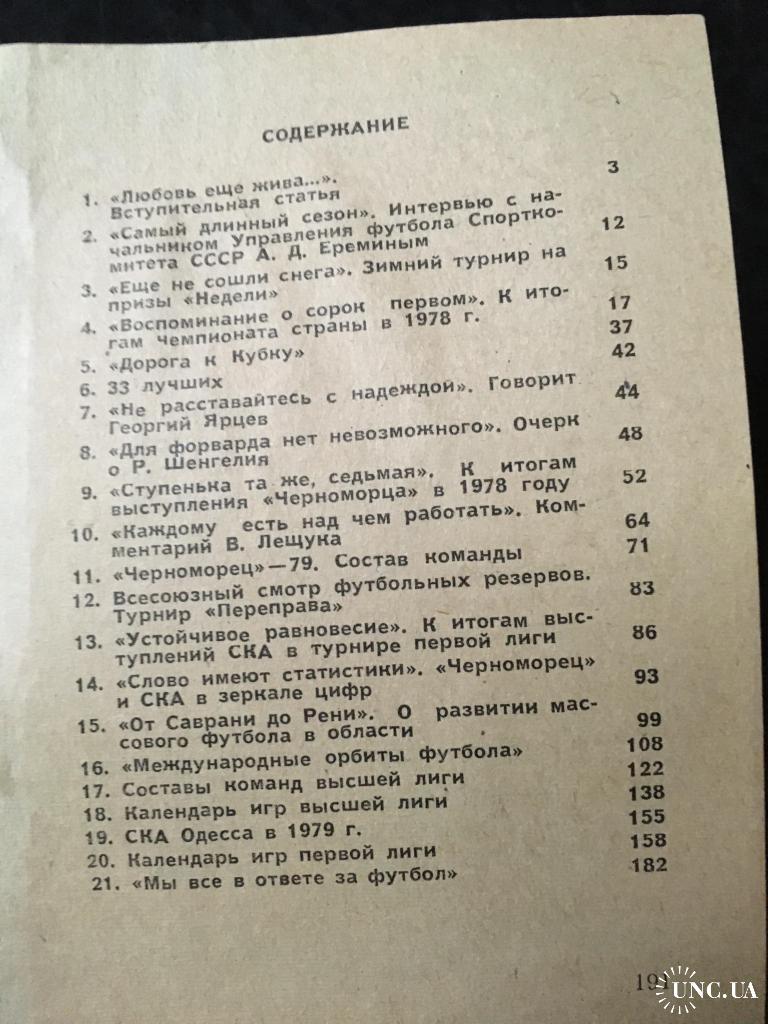 СОДЕРЖАНИЕ
1. «Любовь еще жива...».
Вступительная статья 3
2. «Самый длинный сезон». Интервью с на-
чальником Управления футбола Спортко-
митета СССР А. Д. Ереминым 12
3. «Еще не сошли снега». Зимний турнир на
призы «Недели» 15
4. «Воспоминание о сорок первом». К ито-
гам чемпионата страны в 1978 г. 17
5. «Дорога к Кубку» 37
6. 33 лучших 42
7. «Не расставайтесь с надеждой». Говорит
Георгий Ярцев 44
8. «Для форварда нет невозможного». Очерк
о Р. Шенгелия 48
9. «Ступенька та же, седьмая». К итогам
выступления «Черноморца» в 1978 году 52
10. «Каждому есть над чем работать». Ком-
ментарий В. Лещука 64
11. «Черноморец»—79. Состав команды 71
12. Всесоюзный смотр футбольных резервов.
Турнир «Переправа» 83
13. «Устойчивое равновесие». К итогам выс-
туплений СКА в турнире первой лиги 86
14. «Слово имеют статистики». «Черноморец»
и СКА в зеркале цифр 93
15. «От Саврани до Рени». О развитии мас-
сового футбола в области 99
16. «Международные орбиты футбола» 108
17. Составы команд высшей лиги 122
18. Календарь игр высшей лиги 138
19. СКА Одесса в 1979 г. 155
20. Календарь игр первой лиги 158
21. «Мы все в ответе за футбол» 182
191
UNC.UA